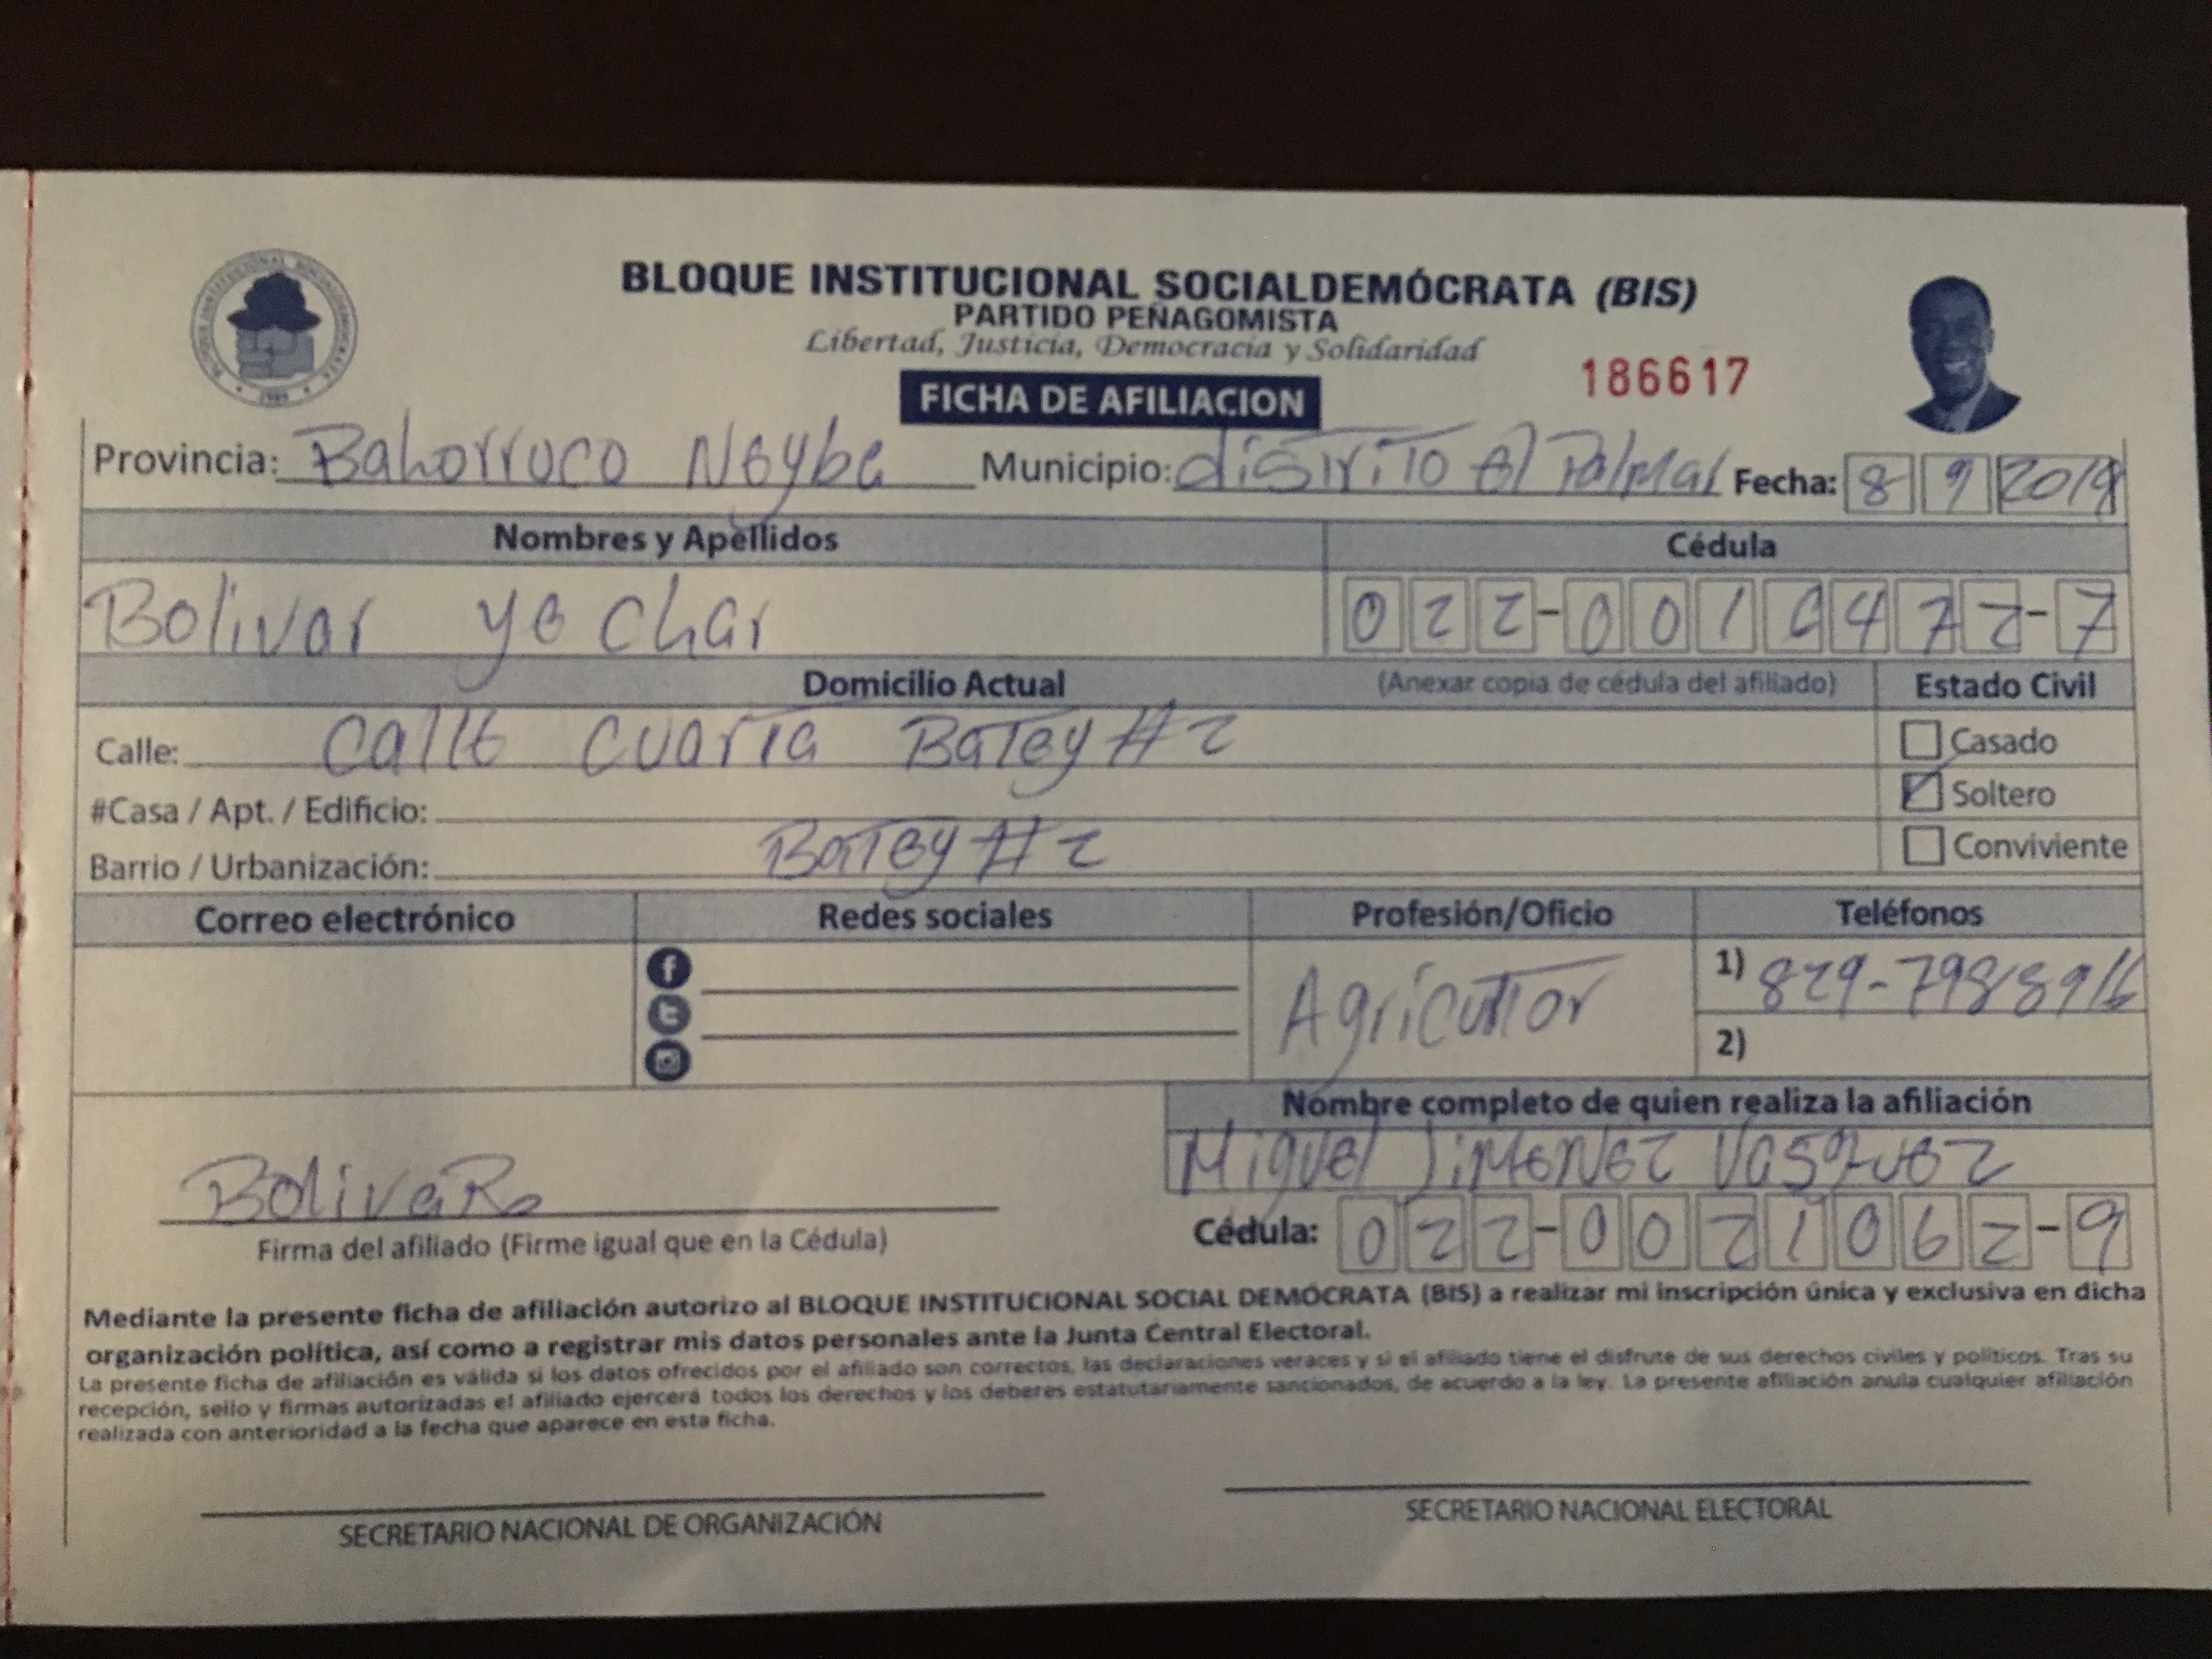 BLOQUE INSTITUCIONAL SOCIALDEMÓCRATA (BIS)
PARTIDO PEÑAGOMISTA
Libertad, Justicia, Democracia y Solidaridad
186617
FICHA DE AFILIACION
Provincia: Bahorruco Neybe Municipio: distrito el Palmar Fecha: 8 9 2019
Nombres y Apellidos Cédula
Bolivar ye char 022-001 472-7
Domicilio Actual (Anexar copia de cédula del afiliado) Estado Civil
Calle: calle cuarta Batey #2 Casado
#Casa / Apt. / Edificio: Soltero
Barrio / Urbanización: Batey #2 Conviviente
Correo electrónico Redes sociales Profesión/Oficio Teléfonos
Agricultor 1) 829-7988916
2)
Nombre completo de quien realiza la afiliación
Miguel Jimenez Vasquez
BolivaR
Firma del afiliado (Firme igual que en la Cédula) Cédula: 022-0021062-9
Mediante la presente ficha de afiliación autorizo al BLOQUE INSTITUCIONAL SOCIAL DEMÓCRATA (BIS) a realizar mi inscripción única y exclusiva en dicha
organización política, así como a registrar mis datos personales ante la Junta Central Electoral.
La presente ficha de afiliación es válida si los datos ofrecidos por el afiliado son correctos, las declaraciones veraces y si el afiliado tiene el disfrute de sus derechos civiles y políticos. Tras su
recepción, sello y firmas autorizadas el afiliado ejercerá todos los derechos y los deberes estatutariamente sancionados, de acuerdo a la ley. La presente afiliación anula cualquier afiliación
realizada con anterioridad a la fecha que aparece en esta ficha.
SECRETARIO NACIONAL DE ORGANIZACIÓN SECRETARIO NACIONAL ELECTORAL